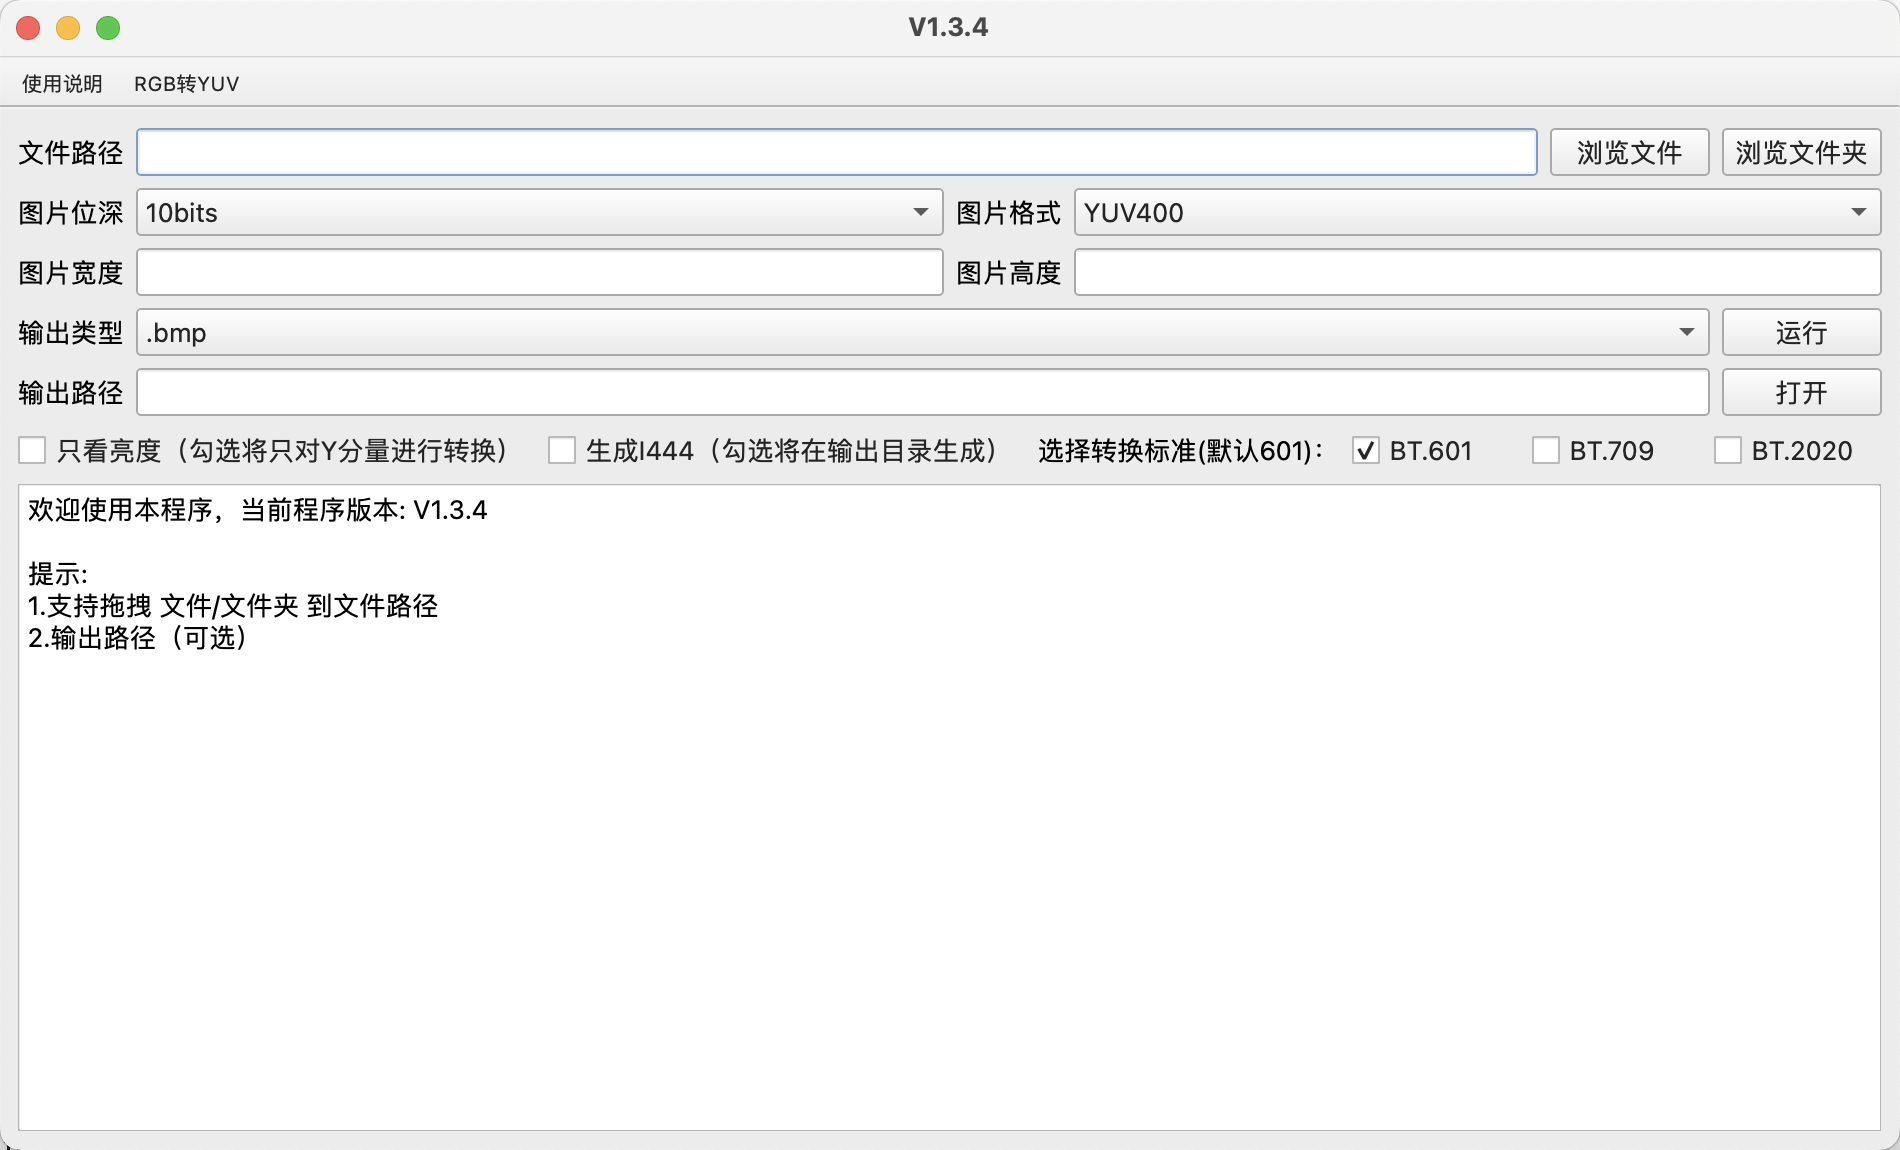 V1.3.4
使用说明 RGB转YUV
文件路径 浏览文件 浏览文件夹
图片位深 10bits 图片格式 YUV400
图片宽度 图片高度
输出类型 .bmp 运行
输出路径 打开
只看亮度（勾选将只对Y分量进行转换） 生成I444（勾选将在输出目录生成） 选择转换标准(默认601)： BT.601 BT.709 BT.2020
欢迎使用本程序，当前程序版本: V1.3.4
提示:
1.支持拖拽 文件/文件夹 到文件路径
2.输出路径（可选）